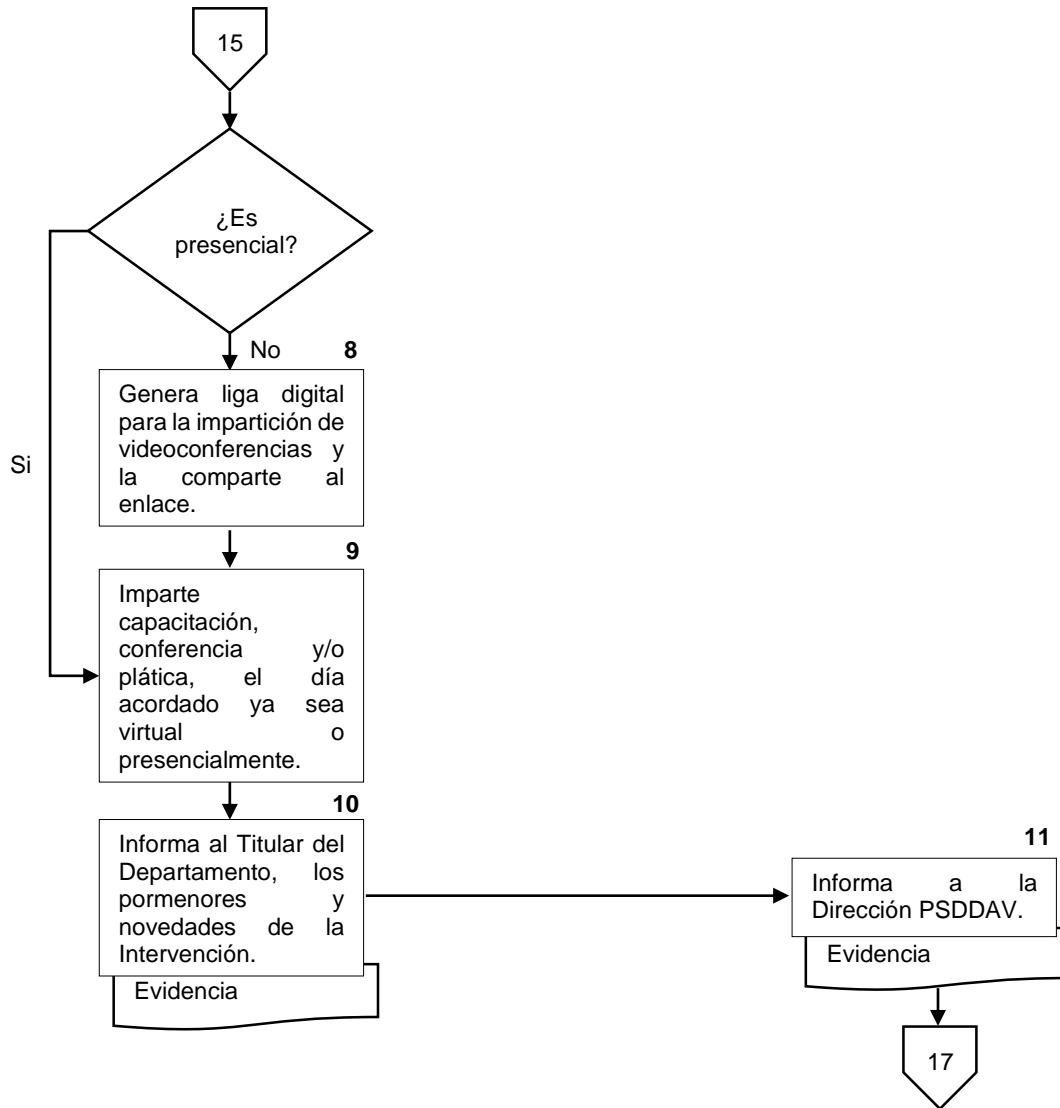 15
¿Es
presencial?
No
8
Genera liga digital
para la impartición de
videoconferencias y
la comparte al
enlace.
Si
9
Imparte
capacitación,
conferencia y/o
plática, el día
acordado ya sea
virtual o
presencialmente.
10
Informa al Titular del
Departamento, los
pormenores y
novedades de la
Intervención.
Evidencia
11
Informa a la
Dirección PSDDAV.
Evidencia
17